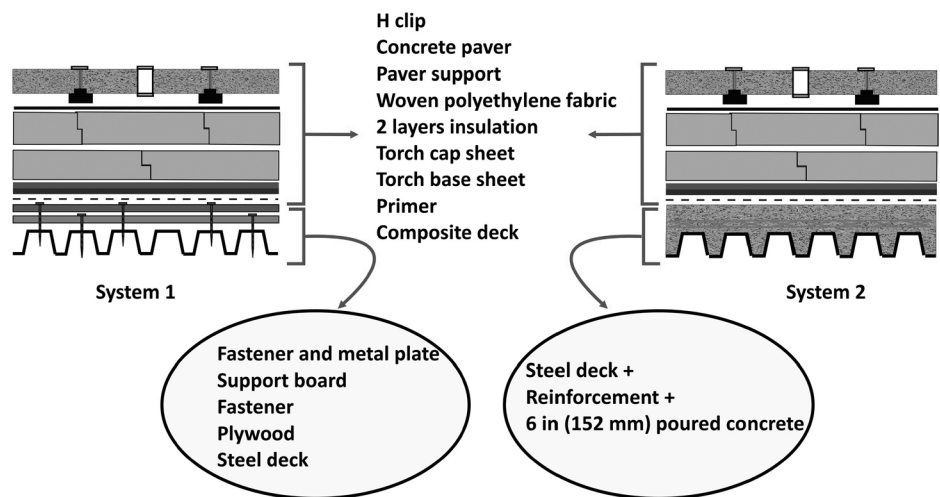 H clip
Concrete paver
Paver support
Woven polyethylene fabric
2 layers insulation
Torch cap sheet
Torch base sheet
Primer
Composite deck
System 1
System 2
Fastener and metal plate
Support board
Fastener
Plywood
Steel deck
Steel deck +
Reinforcement +
6 in (152 mm) poured concrete